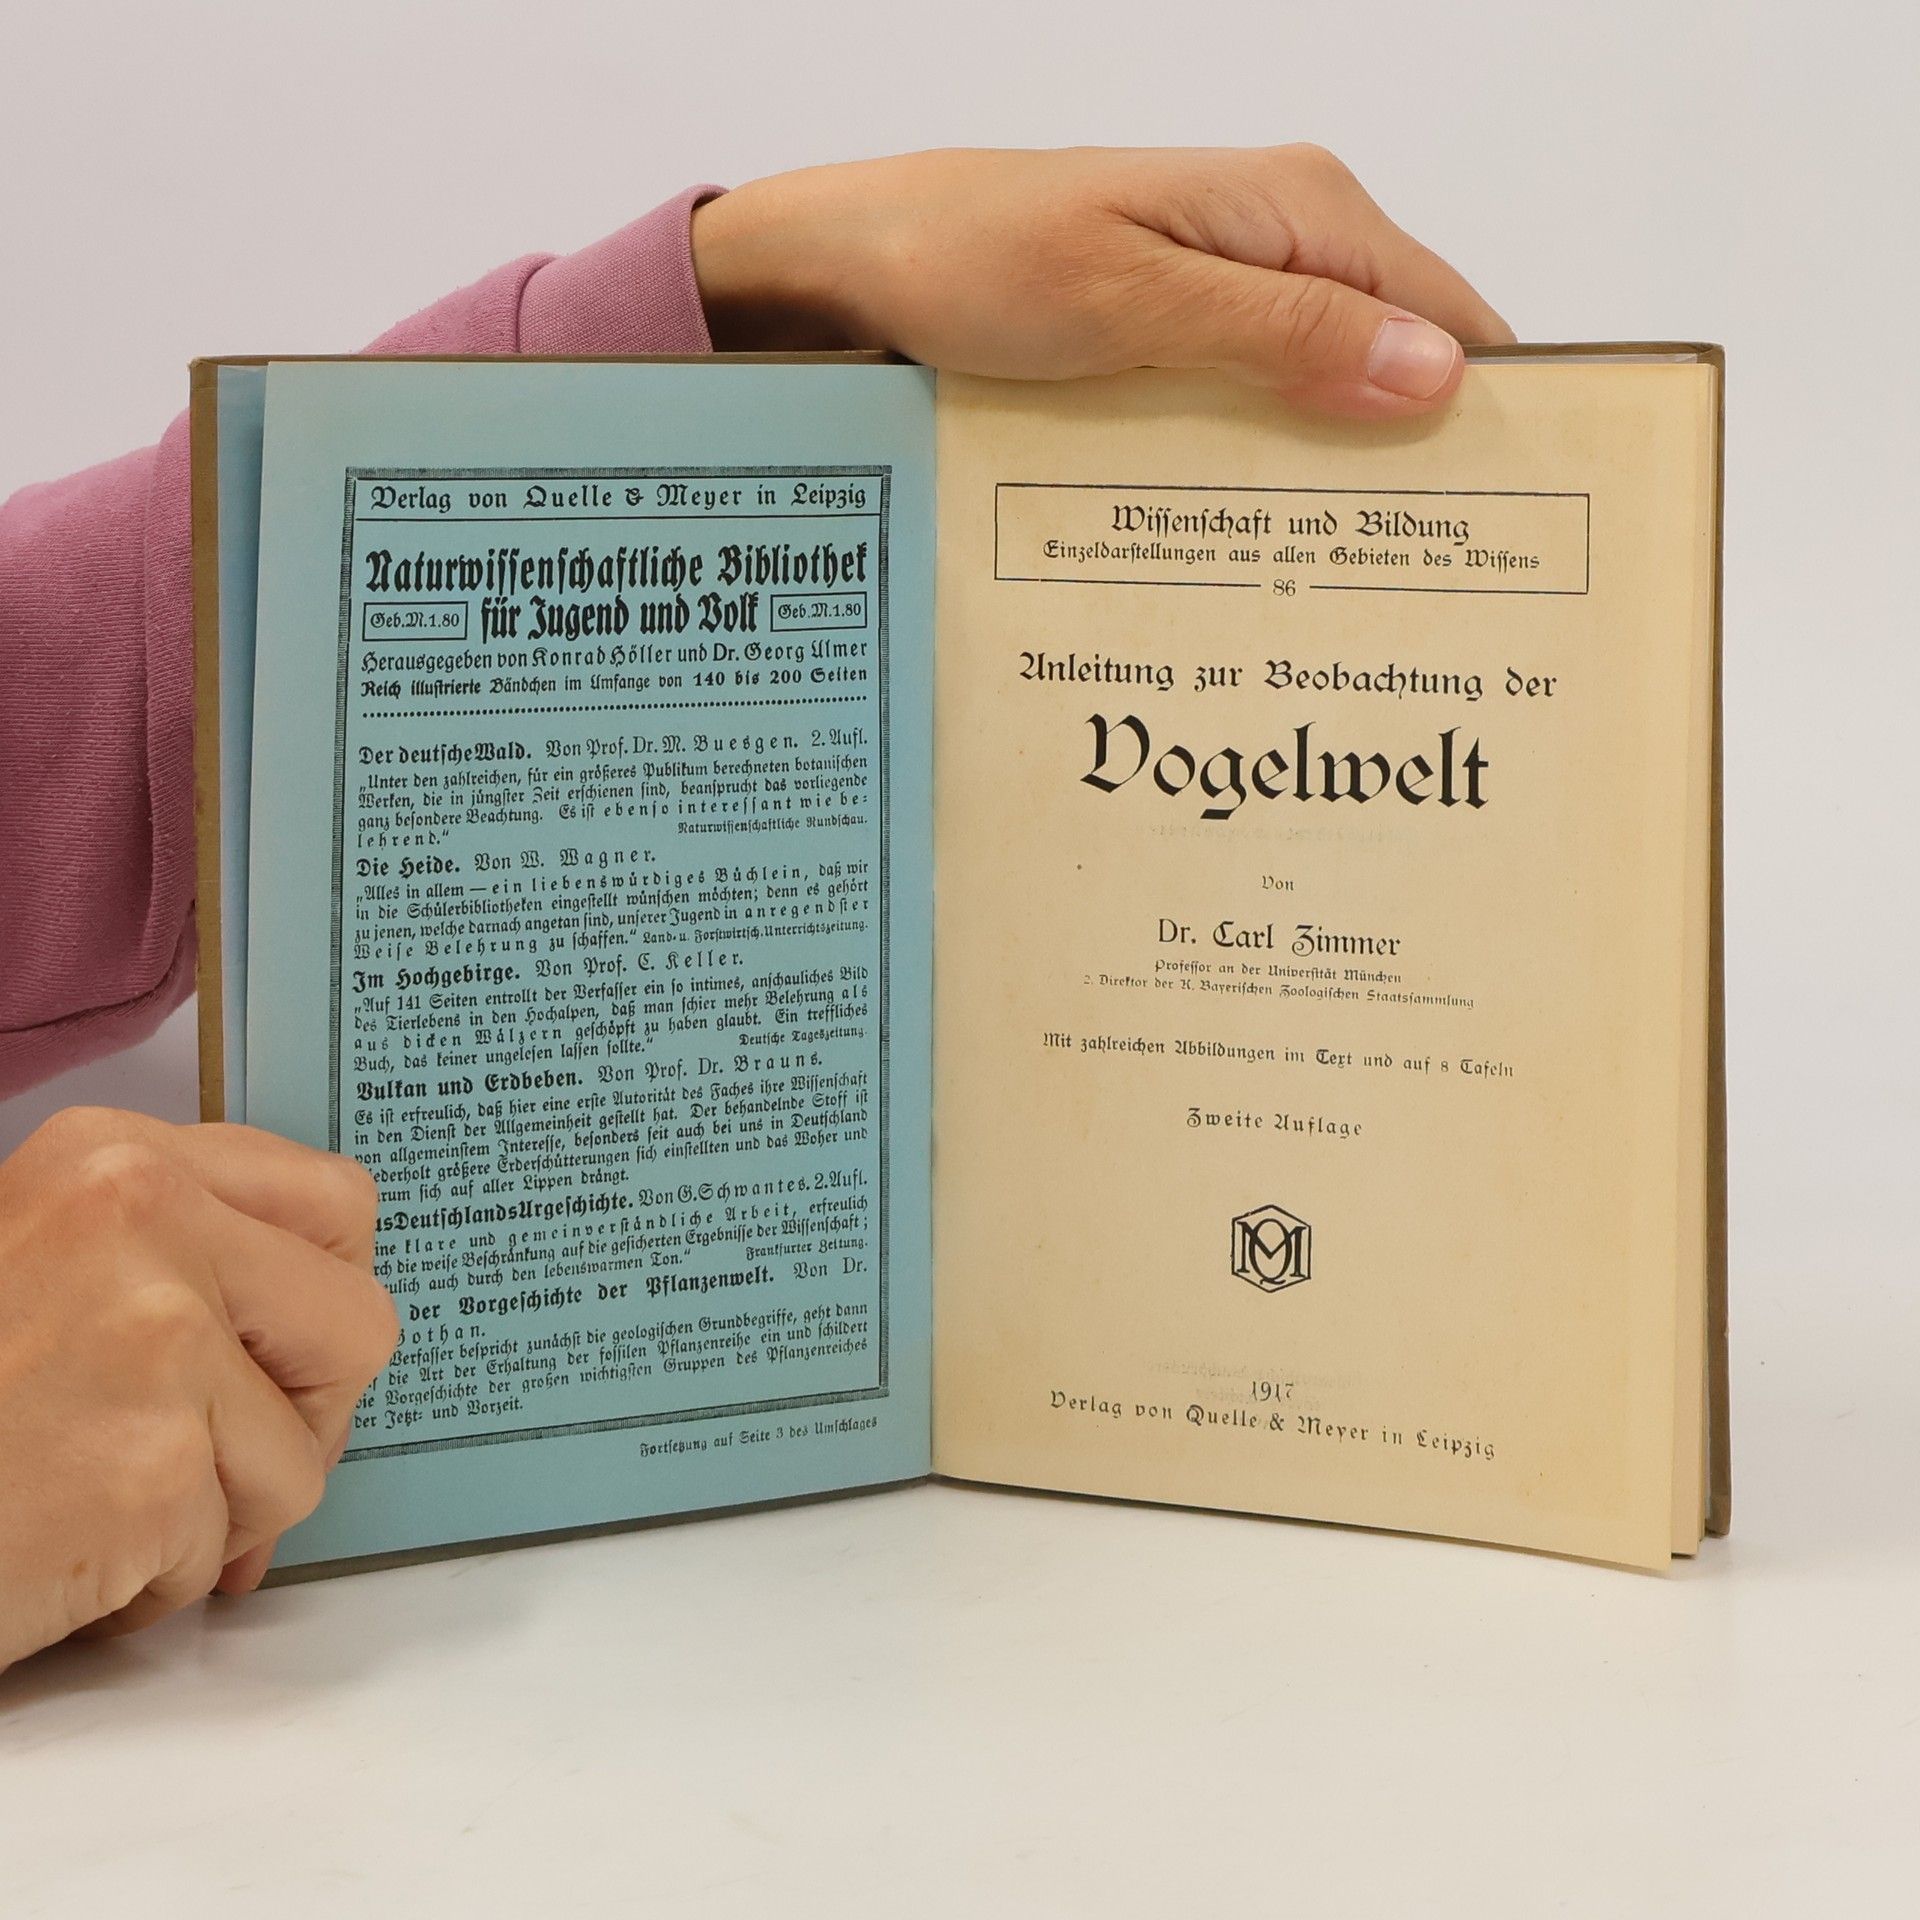 Verlag von Quelle & Meyer in Leipzig
Naturwissenschaftliche Bibliothek
Geb.M.1.80 für Jugend und Volk Geb.M.1.80
Herausgegeben von Konrad Höller und Dr. Georg Ulmer
Reich illustrierte Bändchen im Umfange von 140 bis 200 Seiten
Der deutsche Wald. Von Prof. Dr. M. Buesgen. 2. Aufl.
„Unter den zahlreichen, für ein größeres Publikum berechneten botanischen
Werken, die in jüngster Zeit erschienen sind, beansprucht das vorliegende
ganz besondere Beachtung. Es ist ebenso interessant wie be-
lehrend.“ Naturwissenschaftliche Rundschau.
Die Heide. Von W. Wagner.
„Alles in allem — ein liebenswürdiges Büchlein, daß wir
in die Schülerbibliotheken eingestellt wünschen möchten; denn es gehört
zu jenen, welche darnach angetan sind, unserer Jugend in anregendster
Weise Belehrung zu schaffen.“ Land- u. Forstwirtsch. Unterrichtszeitung.
Im Hochgebirge. Von Prof. C. Keller.
„Auf 141 Seiten entrollt der Verfasser ein so intimes, anschauliches Bild
des Tierlebens in den Hochalpen, daß man schier mehr Belehrung als
aus dicken Wälzern geschöpft zu haben glaubt. Ein treffliches
Buch, das keiner ungelesen lassen sollte.“ Deutsche Tageszeitung.
Vulkan und Erdbeben. Von Prof. Dr. Brauns.
Es ist erfreulich, daß hier eine erste Autorität des Faches ihre Wissenschaft
in den Dienst der Allgemeinheit gestellt hat. Der behandelnde Stoff ist
von allgemeinstem Interesse, besonders seit auch bei uns in Deutschland
iederholt größere Erderschütterungen sich einstellten und das Woher und
rum sich auf aller Lippen drängt.
us Deutschlands Urgeschichte. Von G. Schwantes. 2. Aufl.
ine klare und gemeinverständliche Arbeit, erfreulich
rch die weise Beschränkung auf die gesicherten Ergebnisse der Wissenschaft;
ulich auch durch den lebenswarmen Ton.“ Frankfurter Zeitung.
der Vorgeschichte der Pflanzenwelt. Von Dr.
Gothan.
Verfasser bespricht zunächst die geologischen Grundbegriffe, geht dann
die Art der Erhaltung der fossilen Pflanzenreihe ein und schildert
die Vorgeschichte der großen wichtigsten Gruppen des Pflanzenreiches
der Jetzt- und Vorzeit.
Fortsetzung auf Seite 3 des Umschlages
Wissenschaft und Bildung
Einzeldarstellungen aus allen Gebieten des Wissens
86
Anleitung zur Beobachtung der
Vogelwelt
Von
Dr. Carl Zimmer
Professor an der Universität München
2. Direktor der K. Bayerischen Zoologischen Staatssammlung
Mit zahlreichen Abbildungen im Text und auf 8 Tafeln
Zweite Auflage
QM
1917
Verlag von Quelle & Meyer in Leipzig